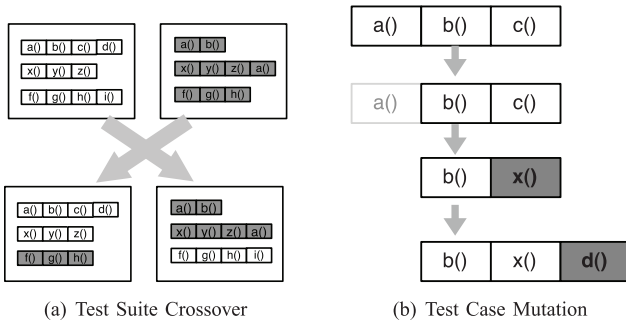 a() b() c() d()
x() y() z()
f() g() h() i()
a() b()
x() y() z() a()
f() g() h()
a() b() c() d()
x() y() z()
f() g() h()
a() b()
x() y() z() a()
f() g() h() i()
(a) Test Suite Crossover
a() b() c()
a() b() c()
b() x()
b() x() d()
(b) Test Case Mutation